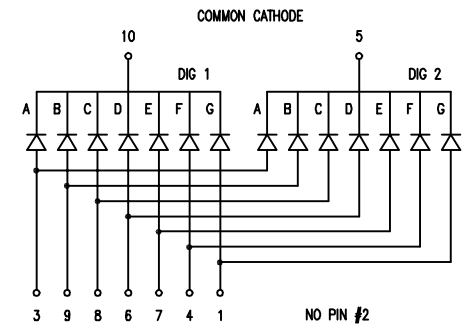 COMMON CATHODE
10 5
DIG 1 DIG 2
A B C D E F G A B C D E F G
3 9 8 6 7 4 1 NO PIN #2